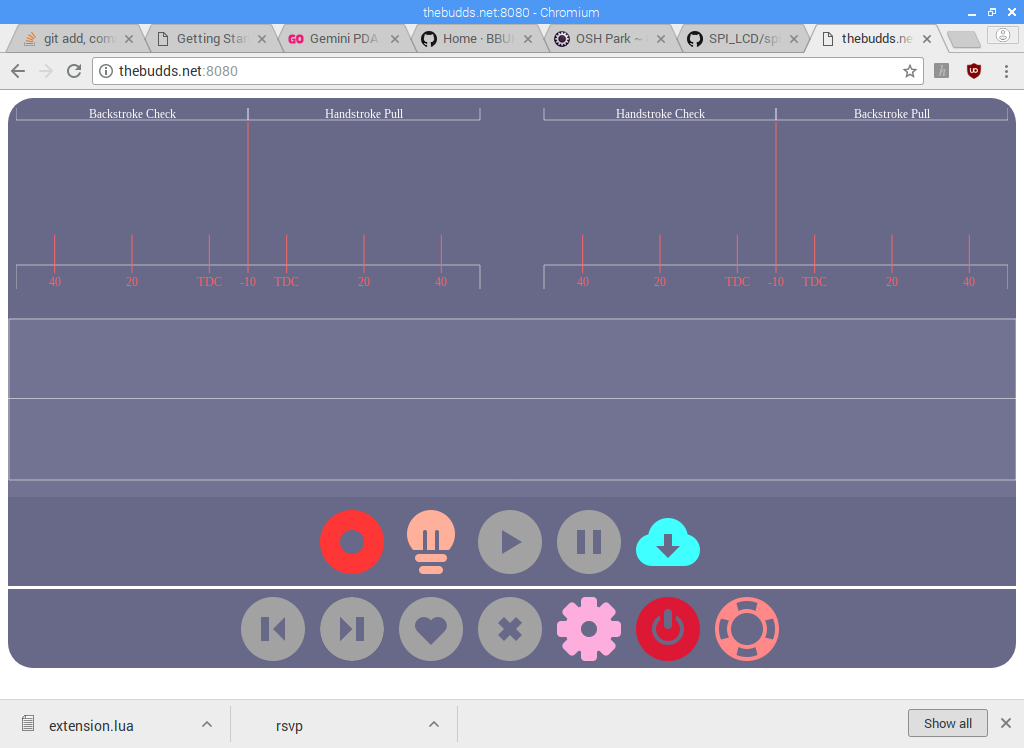 thebudds.net:8080 - Chromium
git add, com
Getting Star
Gemini PDA
Home · BBU
OSH Park ~
SPI_LCD/sp
thebudds.ne
thebudds.net:8080
Backstroke Check Handstroke Pull Handstroke Check Backstroke Pull
40 20 TDC -10 TDC 20 40 40 20 TDC -10 TDC 20 40
extension.lua
rsvp
Show all